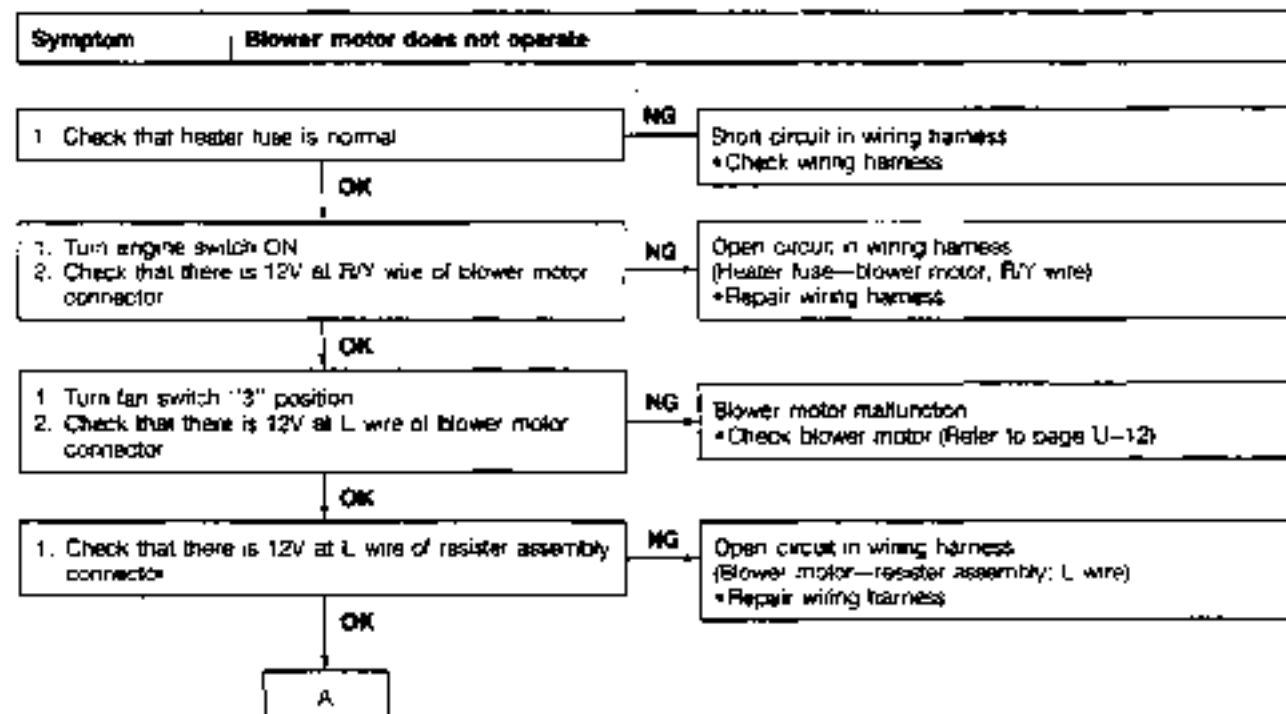 Symptom Blower motor does not operate
1 Check that heater fuse is normal
NG
Short circuit in wiring harness
•Check wiring harness
OK
1. Turn engine switch ON
2. Check that there is 12V at R/Y wire of blower motor
connector
NG
Open circuit in wiring harness
(Heater fuse—blower motor, R/Y wire)
•Repair wiring harness
OK
1 Turn fan switch "3" position
2. Check that there is 12V at L wire of blower motor
connector
NG
Blower motor malfunction
•Check blower motor (Refer to page U–12)
OK
1. Check that there is 12V at L wire of resister assembly
connector
NG
Open circuit in wiring harness
(Blower motor—resister assembly; L wire)
•Repair wiring harness
OK
A